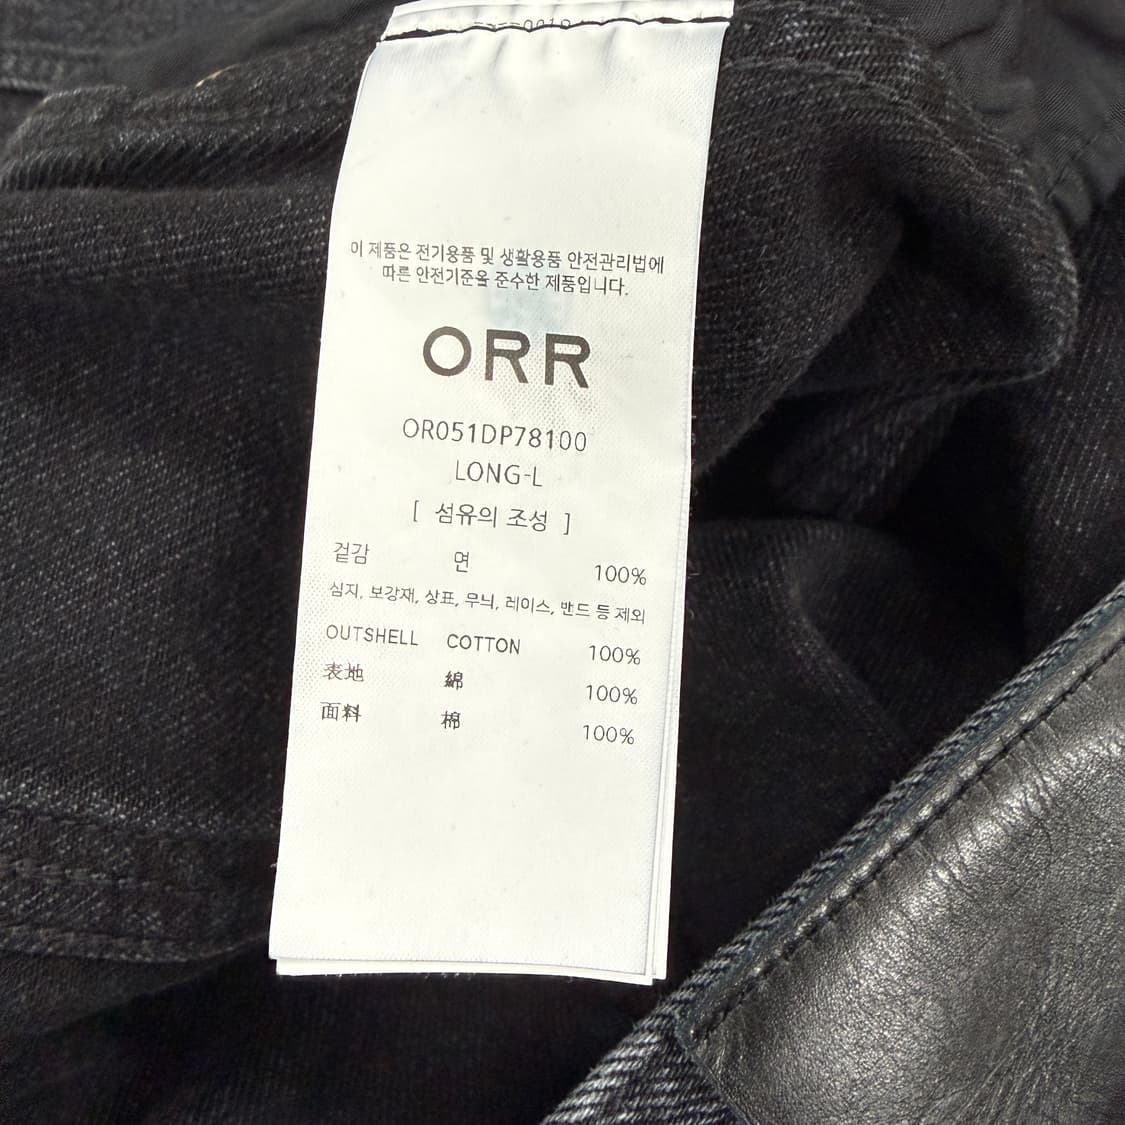 이 제품은 전기용품 및 생활용품 안전관리법에
따른 안전기준을 준수한 제품입니다.
ORR
OR051DP78100
LONG-L
[ 섬유의 조성 ]
겉감 면 100%
심지, 보강재, 상표, 무늬, 레이스, 밴드 등 제외
OUTSHELL COTTON 100%
表地 綿 100%
面料 棉 100%